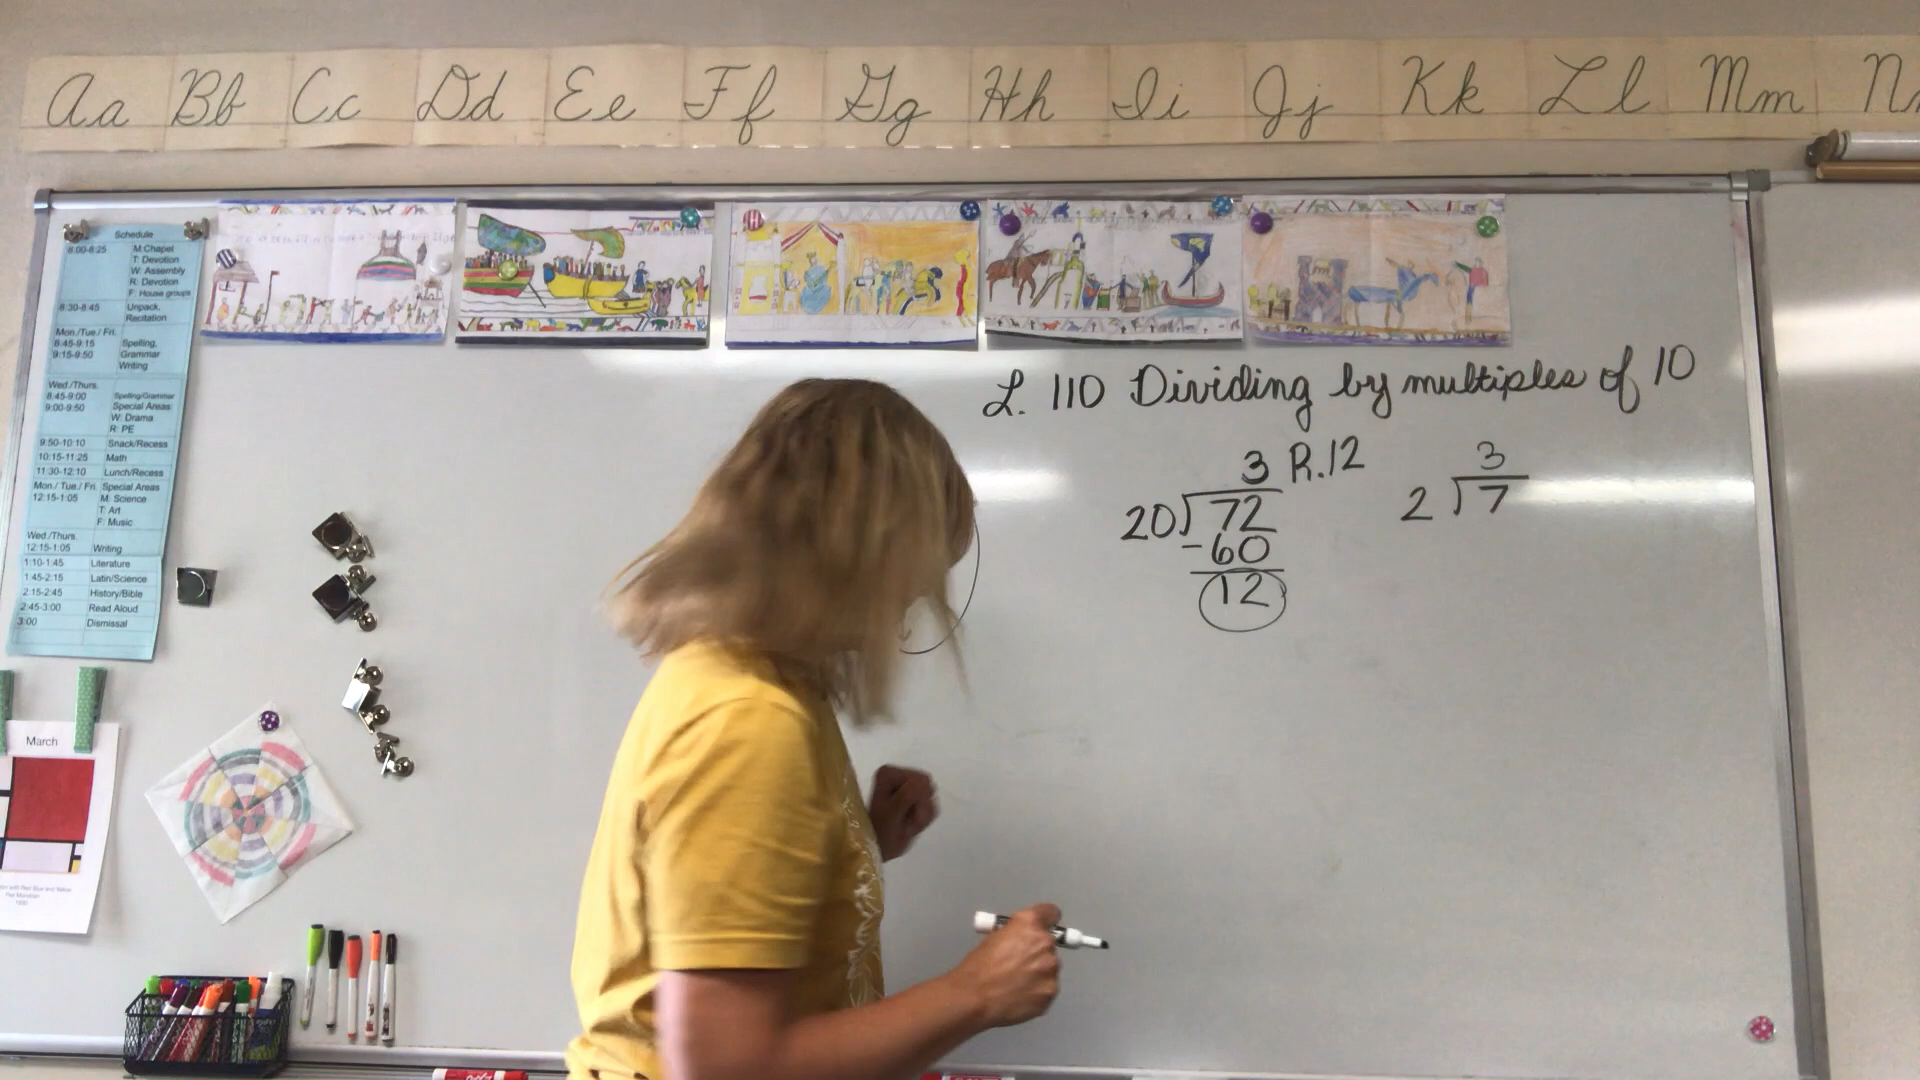 Aa Bb Cc Dd Ee Ff Gg Hh Ii Jj Kk Ll Mm
Schedule
8:00-8:25 M:Chapel
T: Devotion
W: Assembly
R: Devotion
F: House groups
8:30-8:45 Unpack,
Recitation
Mon./Tue./ Fri.
8:45-9:15 Spelling,
9:15-9:50 Grammar
Writing
Wed./Thurs.
8:45-9:00 Spelling/Grammar
9:00-9:50 Special Areas
W: Drama
R: PE
9:50-10:10 Snack/Recess
10:15-11:25 Math
11:30-12:10 Lunch/Recess
Mon./ Tue./ Fri. Special Areas
12:15-1:05 M: Science
T: Art
F: Music
Wed./Thurs.
12:15-1:05 Writing
1:10-1:45 Literature
1:45-2:15 Latin/Science
2:15-2:45 History/Bible
2:45-3:00 Read Aloud
3:00 Dismissal
March
L. 110 Dividing by multiples of 10
3 R.12
20 72
-60
12
3
2 7